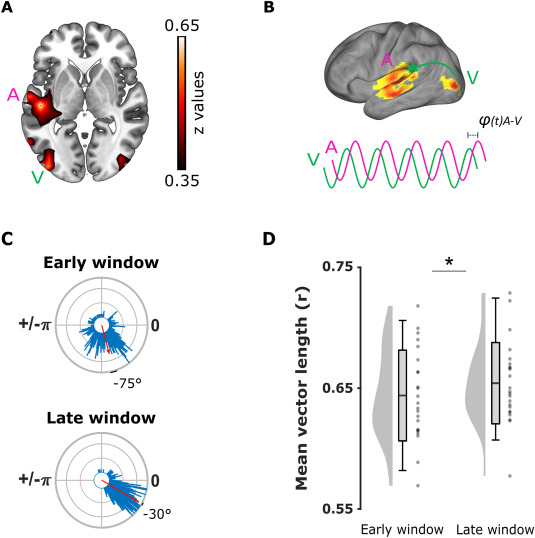 A
0.65
z values
0.35
A
V
B
A
V
φ(t)A-V
A
V
C
Early window
+/-π
0
-75°
Late window
+/-π
0
-30°
D
0.75
*
Mean vector length (r)
0.65
0.55
Early window
Late window